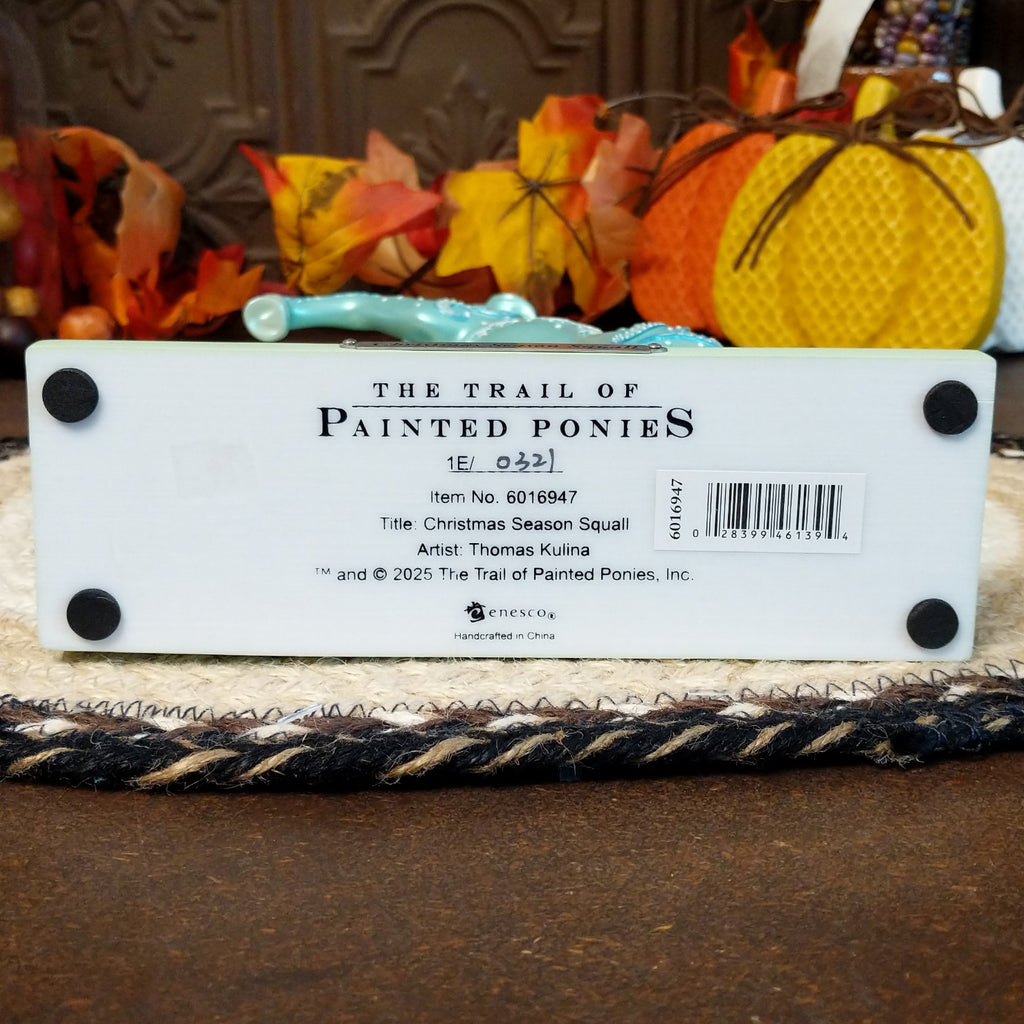 THE TRAIL OF
PAINTED PONIES
1E/ 0321
Item No. 6016947
Title: Christmas Season Squall
Artist: Thomas Kulina
™ and © 2025 The Trail of Painted Ponies, Inc.
enesco®
Handcrafted in China
6016947
0 28399 46139 4